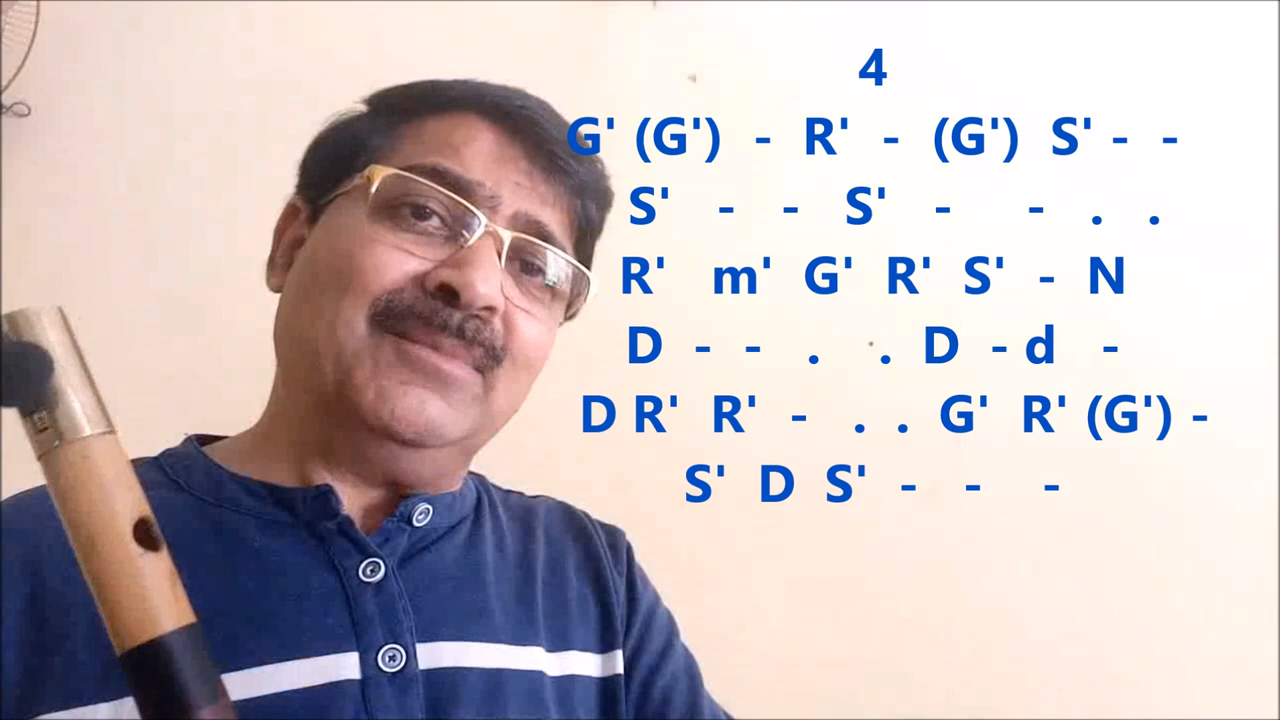 4
G' (G') - R' - (G') S' - -
S' - - S' - - . .
R' m' G' R' S' - N
D - - . . D - d -
D R' R' - . . G' R' (G') -
S' D S' - - -